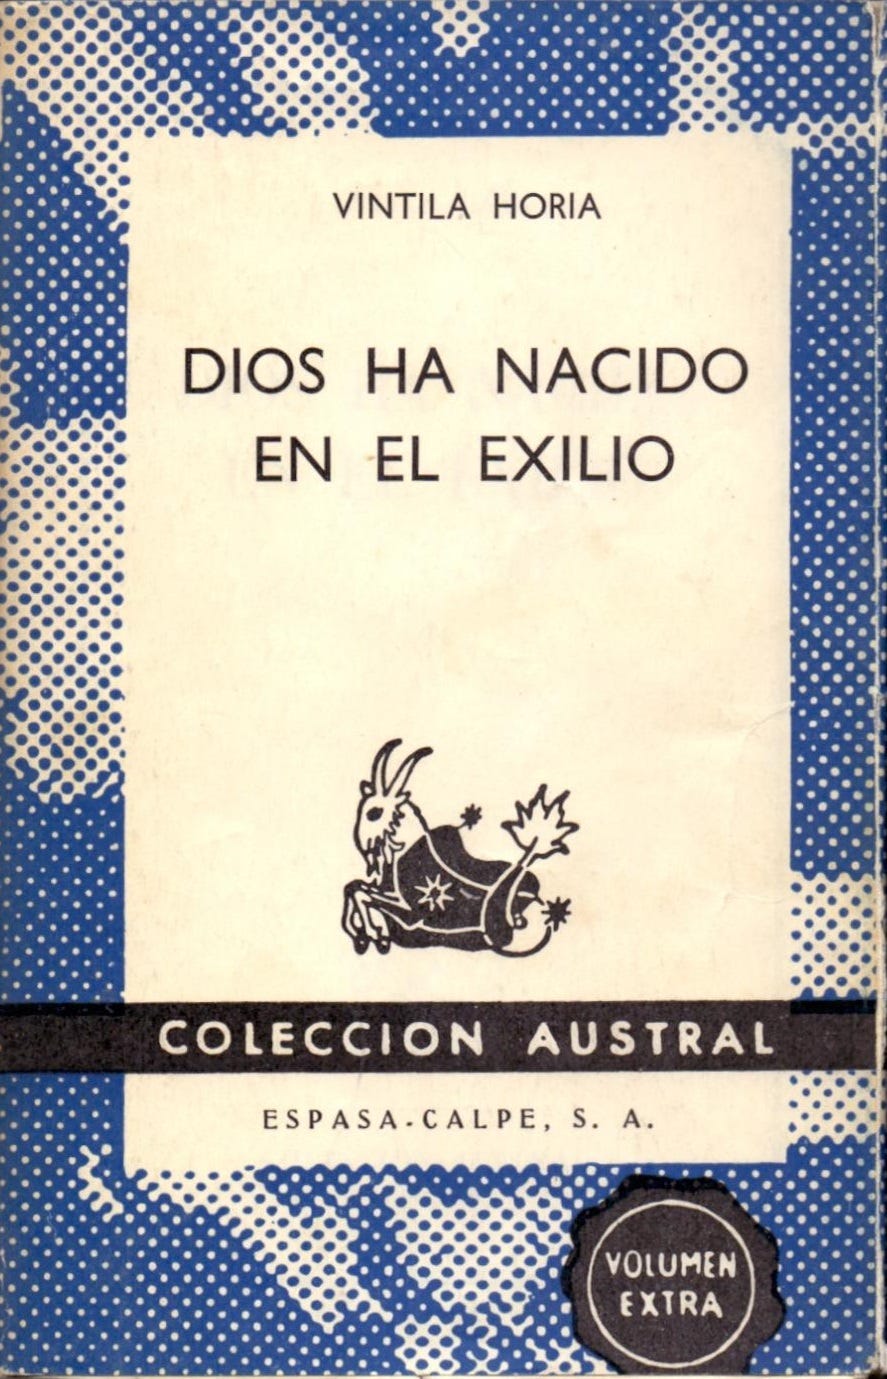 VINTILA HORIA
DIOS HA NACIDO
EN EL EXILIO
COLECCION AUSTRAL
ESPASA-CALPE, S. A.
VOLUMEN
EXTRA